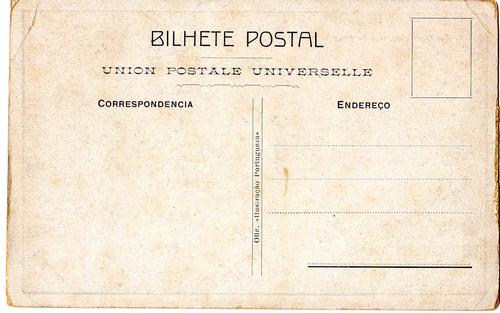 BILHETE POSTAL
UNION POSTALE UNIVERSELLE
CORRESPONDENCIA
ENDEREÇO
Offic. «Illustração Portugueza»